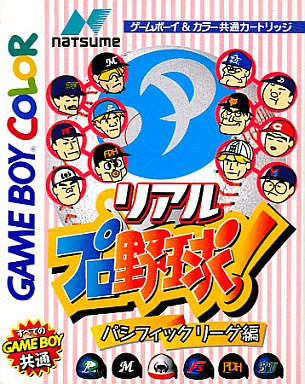 natsume
ゲームボーイ&カラー共通カートリッジ
GAME BOY COLOR
リアル
プロ野球!
パシフィックリーグ編
すべての
GAME BOY
共通
M
FDH